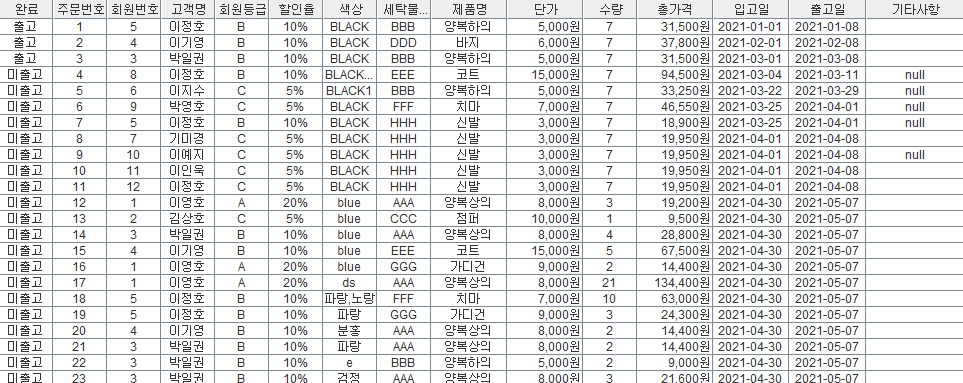 완료 주문번호 회원번호 고객명 회원등급 할인율 색상 세탁물... 제품명 단가 수량 총가격 입고일 출고일 기타사항
출고 1 5 이정호 B 10% BLACK BBB 양복하의 5,000원 7 31,500원 2021-01-01 2021-01-08
출고 2 4 이기영 B 10% BLACK DDD 바지 6,000원 7 37,800원 2021-02-01 2021-02-08
출고 3 3 박일권 B 10% BLACK BBB 양복하의 5,000원 7 31,500원 2021-03-01 2021-03-08
미출고 4 8 이정호 B 10% BLACK... EEE 코트 15,000원 7 94,500원 2021-03-04 2021-03-11 null
미출고 5 6 이지수 C 5% BLACK1 BBB 양복하의 5,000원 7 33,250원 2021-03-22 2021-03-29 null
미출고 6 9 박영호 C 5% BLACK FFF 치마 7,000원 7 46,550원 2021-03-25 2021-04-01 null
미출고 7 5 이정호 B 10% BLACK HHH 신발 3,000원 7 18,900원 2021-03-25 2021-04-01 null
미출고 8 7 기미경 C 5% BLACK HHH 신발 3,000원 7 19,950원 2021-04-01 2021-04-08
미출고 9 10 이예지 C 5% BLACK HHH 신발 3,000원 7 19,950원 2021-04-01 2021-04-08 null
미출고 10 11 이인욱 C 5% BLACK HHH 신발 3,000원 7 19,950원 2021-04-01 2021-04-08
미출고 11 12 이정호 C 5% BLACK HHH 신발 3,000원 7 19,950원 2021-04-01 2021-04-08
미출고 12 1 이영호 A 20% blue AAA 양복상의 8,000원 3 19,200원 2021-04-30 2021-05-07
미출고 13 2 김상호 C 5% blue CCC 점퍼 10,000원 1 9,500원 2021-04-30 2021-05-07
미출고 14 3 박일권 B 10% blue AAA 양복상의 8,000원 4 28,800원 2021-04-30 2021-05-07
미출고 15 4 이기영 B 10% blue EEE 코트 15,000원 5 67,500원 2021-04-30 2021-05-07
미출고 16 1 이영호 A 20% blue GGG 가디건 9,000원 2 14,400원 2021-04-30 2021-05-07
미출고 17 1 이영호 A 20% ds AAA 양복상의 8,000원 21 134,400원 2021-04-30 2021-05-07
미출고 18 5 이정호 B 10% 파랑,노랑 FFF 치마 7,000원 10 63,000원 2021-04-30 2021-05-07
미출고 19 5 이정호 B 10% 파랑 GGG 가디건 9,000원 3 24,300원 2021-04-30 2021-05-07
미출고 20 4 이기영 B 10% 분홍 AAA 양복상의 8,000원 2 14,400원 2021-04-30 2021-05-07
미출고 21 3 박일권 B 10% 파랑 AAA 양복상의 8,000원 2 14,400원 2021-04-30 2021-05-07
미출고 22 3 박일권 B 10% e BBB 양복하의 5,000원 2 9,000원 2021-04-30 2021-05-07
미출고 23 3 박일권 B 10% 검정 AAA 양복상의 8,000원 3 21,600원 2021-04-30 2021-05-07